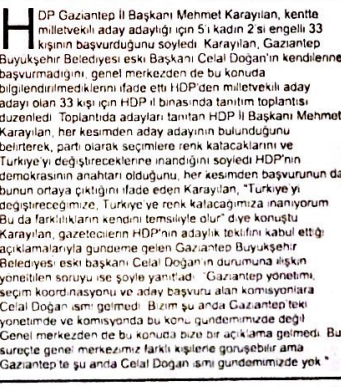 HDP Gaziantep İl Başkanı Mehmet Karayılan, kentte
milletvekili aday adaylığı için 5'i kadın 2'si engelli 33
kişinin başvurduğunu söyledi. Karayılan, Gaziantep
Büyükşehir Belediyesi eski Başkanı Celal Doğan'ın kendilerine
başvurmadığını, genel merkezden de bu konuda
bilgilendirilmediklerini ifade etti HDP'den milletvekili aday
adayı olan 33 kişi için HDP il binasında tanıtım toplantısı
düzenledi Toplantıda adayları tanıtan HDP İl Başkanı Mehmet
Karayılan, her kesimden aday adayının bulunduğunu
belirterek, parti olarak seçimlere renk katacaklarını ve
Türkiye'yi değiştireceklerine inandığını söyledi HDP'nin
demokrasinin anahtarı olduğunu, her kesimden başvurunun da
bunun ortaya çıktığını ifade eden Karayılan, "Türkiye'yi
değiştireceğimize, Türkiye'ye renk katacağımıza inanıyorum
Bu da farklılıkların kendini temsiliyle olur" diye konuştu
Karayılan, gazetecilerin HDP'nin adaylık teklifini kabul ettiği
açıklamalarıyla gündeme gelen Gaziantep Büyükşehir
Belediyesi eski başkanı Celal Doğan'ın durumuna ilişkin
yöneltilen soruyu ise şöyle yanıtladı "Gaziantep yönetimi,
seçim koordinasyonu ve aday başvuru alan komisyonlara
Celal Doğan ismi gelmedi Bizim şu anda Gaziantep'teki
yönetimde ve komisyonda bu konu gündemimizde değil
Genel merkezden de bu konuda bize bir açıklama gelmedi Bu
süreçte genel merkezimiz farklı kişilerle görüşebilir ama
Gaziantep'te şu anda Celal Doğan ismi gündemimizde yok"